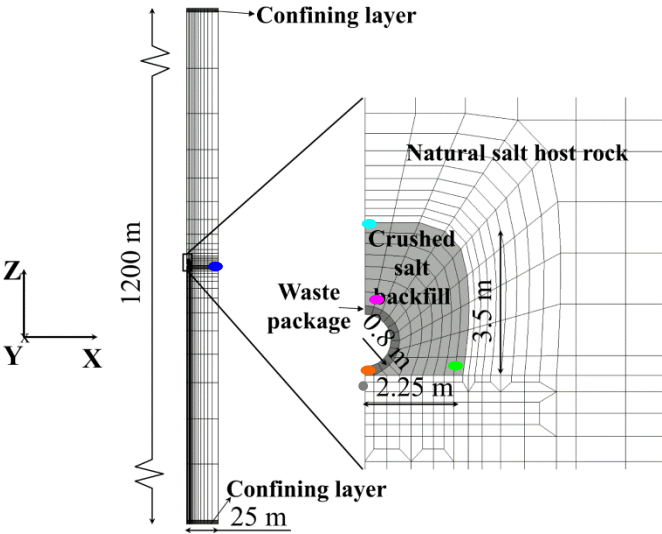 Confining layer
1200 m
Z
Y
X
Confining layer
25 m
Natural salt host rock
Crushed
salt
backfill
Waste
package
0.8 m
3.5 m
2.25 m